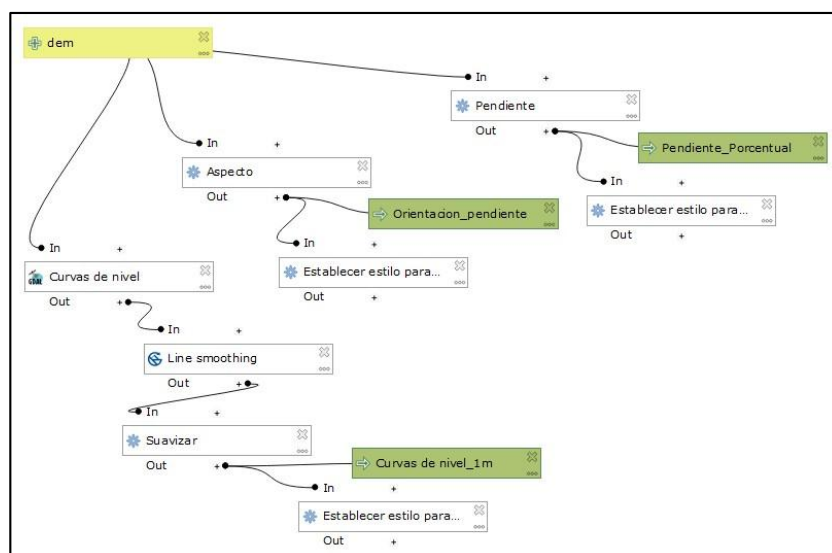 dem
In
Pendiente
Out
Pendiente_Porcentual
In
Establecer estilo para...
Out
In
Aspecto
Out
Orientacion_pendiente
In
Establecer estilo para...
Out
In
GDAL
Curvas de nivel
Out
In
Line smoothing
Out
In
Suavizar
Out
Curvas de nivel_1m
In
Establecer estilo para...
Out